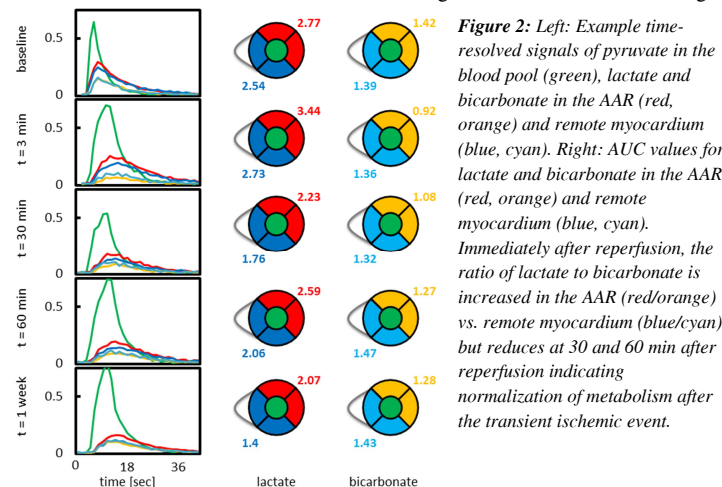 baseline
0.5
0
2.77
2.54
1.42
1.39
t = 3 min
0.5
0
3.44
2.73
0.92
1.36
t = 30 min
0.5
0
2.23
1.76
1.08
1.32
t = 60 min
0.5
0
2.59
2.06
1.27
1.47
t = 1 week
0.5
0
2.07
1.4
1.28
1.43
0 18 36
time [sec]
lactate
bicarbonate
Figure 2: Left: Example time-
resolved signals of pyruvate in the
blood pool (green), lactate and
bicarbonate in the AAR (red,
orange) and remote myocardium
(blue, cyan). Right: AUC values for
lactate and bicarbonate in the AAR
(red, orange) and remote
myocardium (blue, cyan).
Immediately after reperfusion, the
ratio of lactate to bicarbonate is
increased in the AAR (red/orange)
vs. remote myocardium (blue/cyan)
but reduces at 30 and 60 min after
reperfusion indicating
normalization of metabolism after
the transient ischemic event.